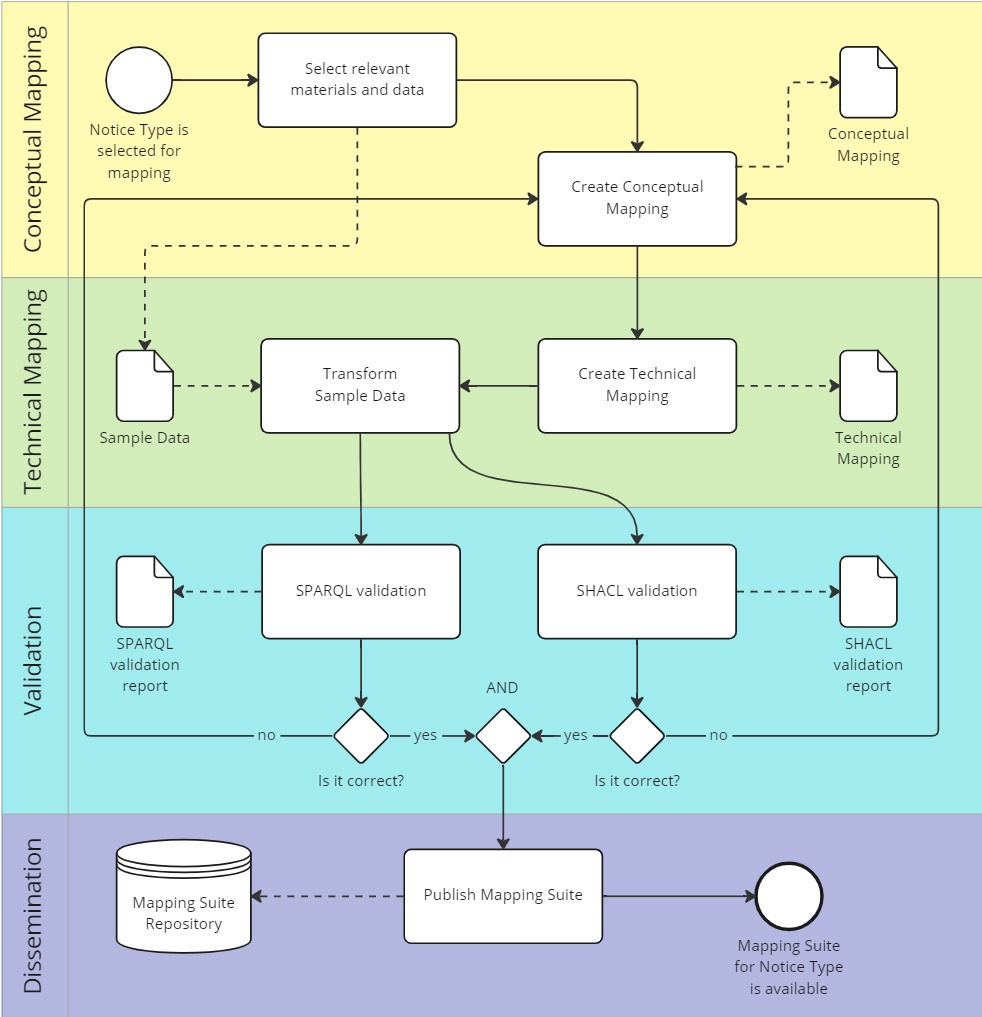 Conceptual Mapping
Notice Type is
selected for
mapping
Select relevant
materials and data
Conceptual
Mapping
Create Conceptual
Mapping
Technical Mapping
Sample Data
Transform
Sample Data
Create Technical
Mapping
Technical
Mapping
Validation
SPARQL
validation
report
SPARQL validation
SHACL validation
SHACL
validation
report
AND
no
yes
yes
no
Is it correct?
Is it correct?
Dissemination
Mapping Suite
Repository
Publish Mapping Suite
Mapping Suite
for Notice Type
is available